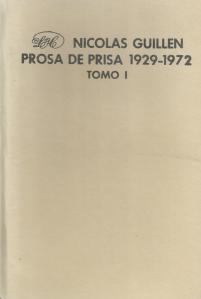 NICOLAS GUILLEN
PROSA DE PRISA 1929-1972
TOMO I